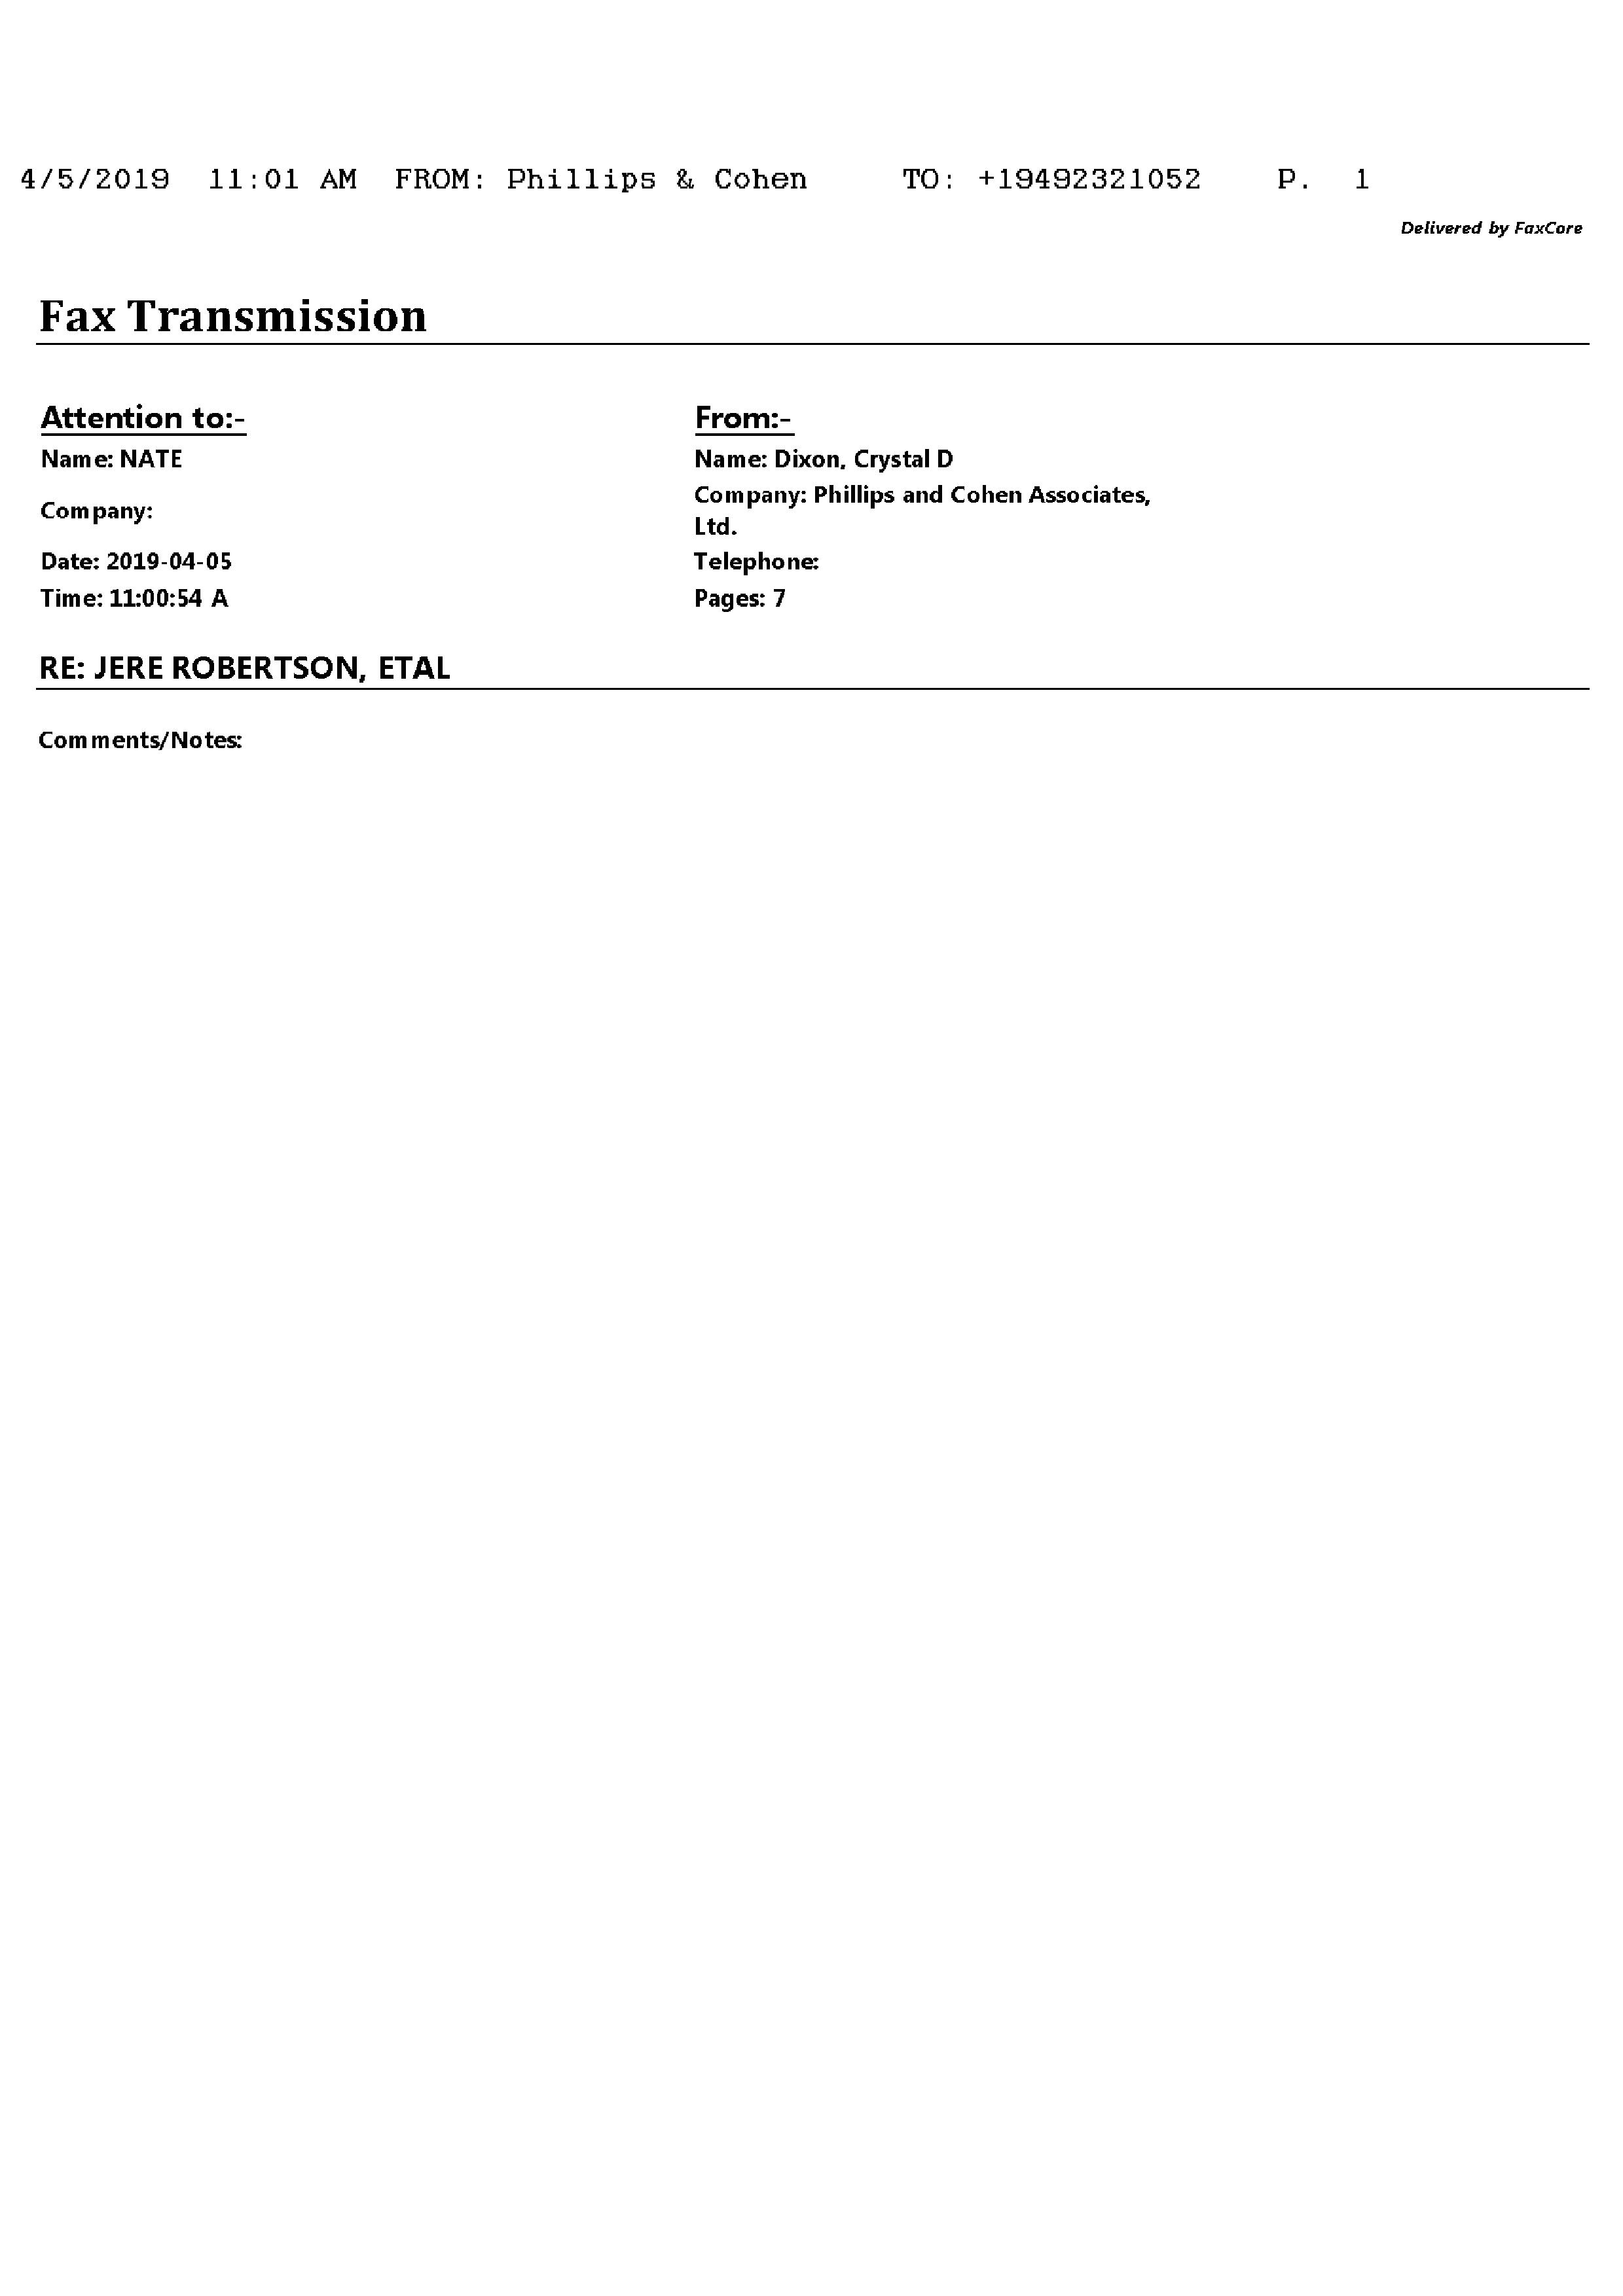 4/5/2019 11:01 AM FROM: Phillips & Cohen TO: +19492321052 P. 1
Delivered by FaxCore
Fax Transmission
Attention to:- From:-
Name: NATE Name: Dixon, Crystal D
Company: Company: Phillips and Cohen Associates,
Ltd.
Date: 2019-04-05 Telephone:
Time: 11:00:54 A Pages: 7
RE: JERE ROBERTSON, ETAL
Comments/Notes: